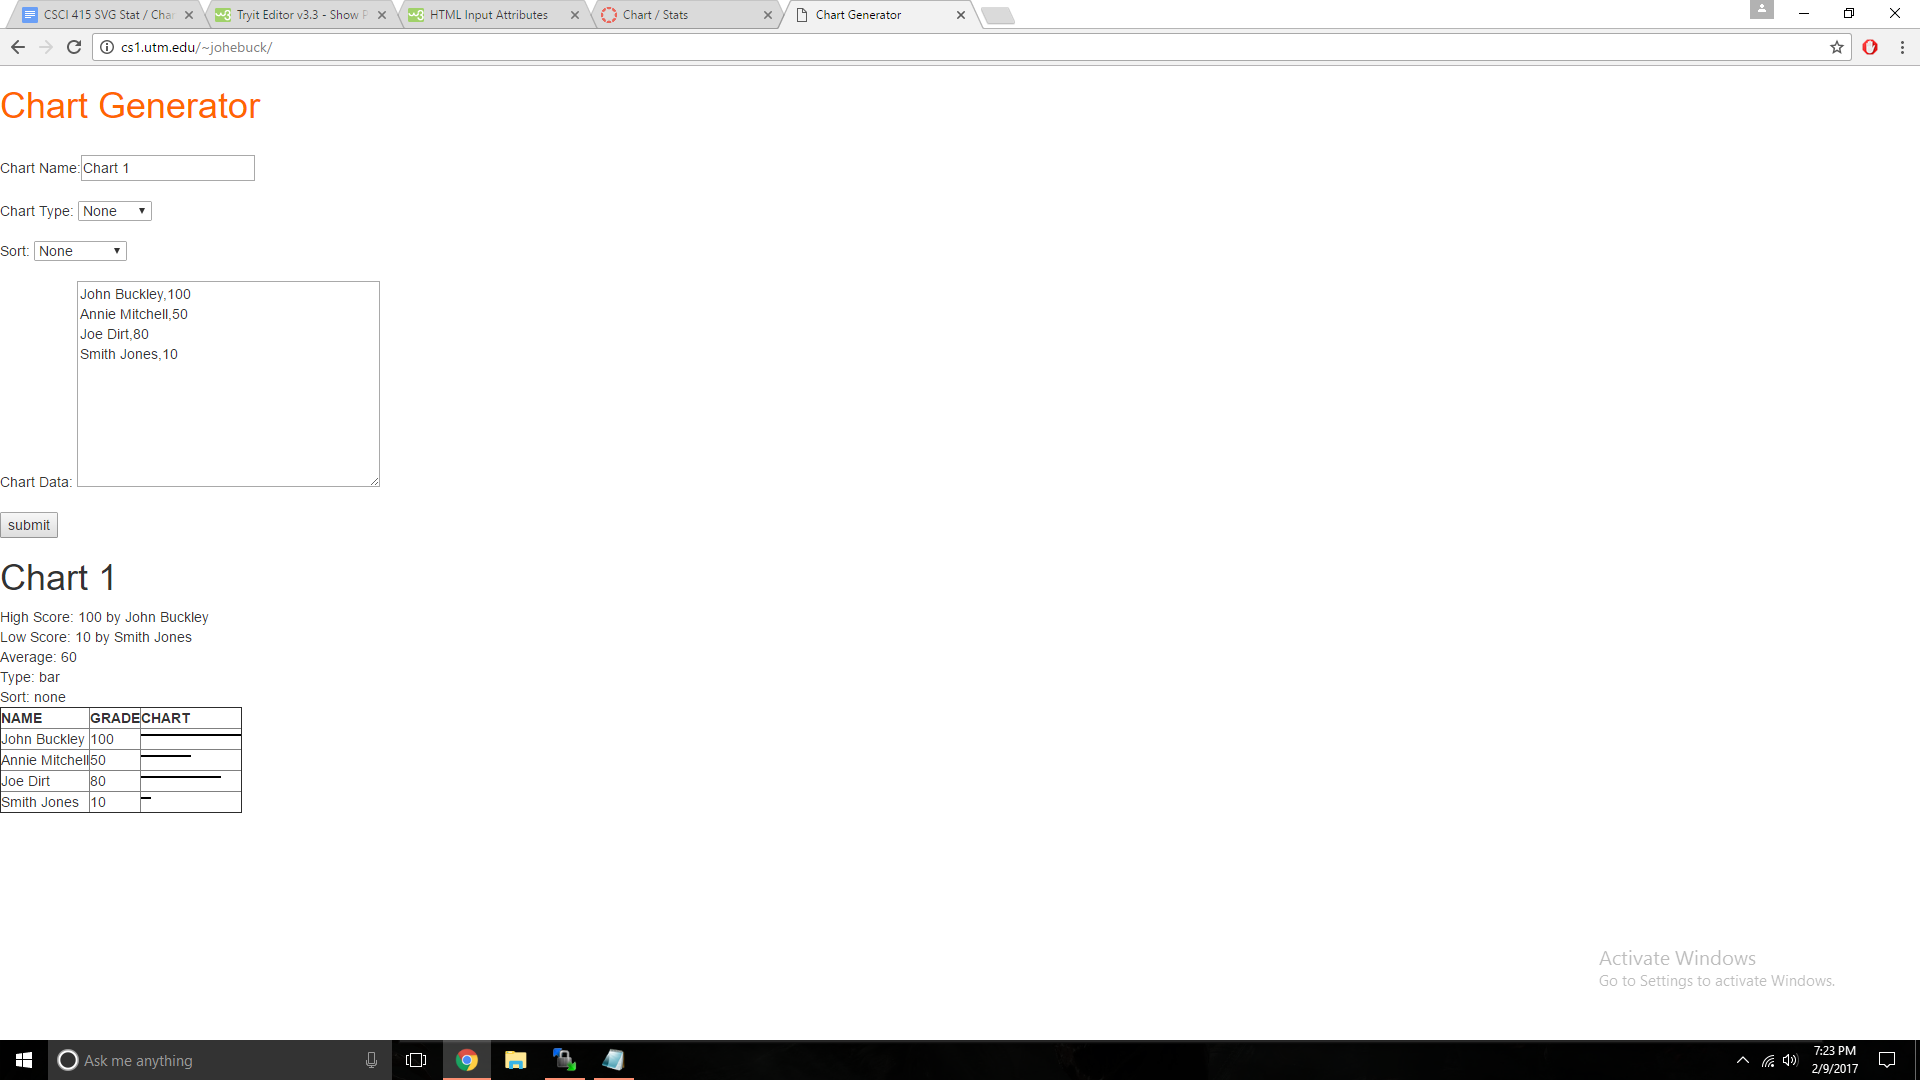 CSCI 415 SVG Stat / Cha
Tryit Editor v3.3 - Show P
HTML Input Attributes
Chart / Stats
Chart Generator
cs1.utm.edu/~johebuck/
Chart Generator
Chart Name: Chart 1
Chart Type: None
Sort: None
John Buckley,100
Annie Mitchell,50
Joe Dirt,80
Smith Jones,10
Chart Data:
submit
Chart 1
High Score: 100 by John Buckley
Low Score: 10 by Smith Jones
Average: 60
Type: bar
Sort: none
NAME GRADE CHART
John Buckley 100
Annie Mitchell 50
Joe Dirt 80
Smith Jones 10
Activate Windows
Go to Settings to activate Windows.
Ask me anything
7:23 PM
2/9/2017